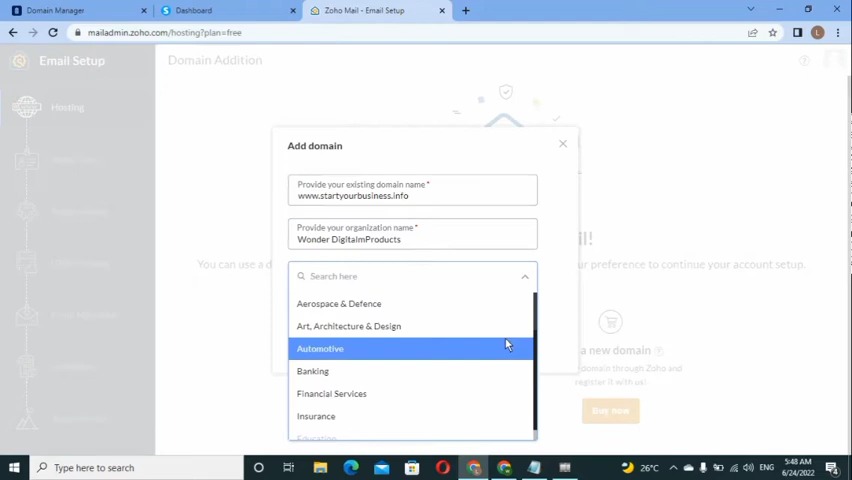 Domain Manager
Dashboard
Zoho Mail - Email Setup
mailadmin.zoho.com/hosting?plan=free
L
Email Setup
Domain Addition
Hosting
Add domain
Provide your existing domain name *
www.startyourbusiness.info
Provide your organization name *
Wonder DigitalmProducts
il!
You can use a d
r preference to continue your account setup.
Search here
Aerospace & Defence
Art, Architecture & Design
Automotive
Banking
Financial Services
Insurance
Education
a new domain
domain through Zoho and
register it with us!
Buy now
Type here to search
26°C
ENG
5:48 AM
6/24/2022
4